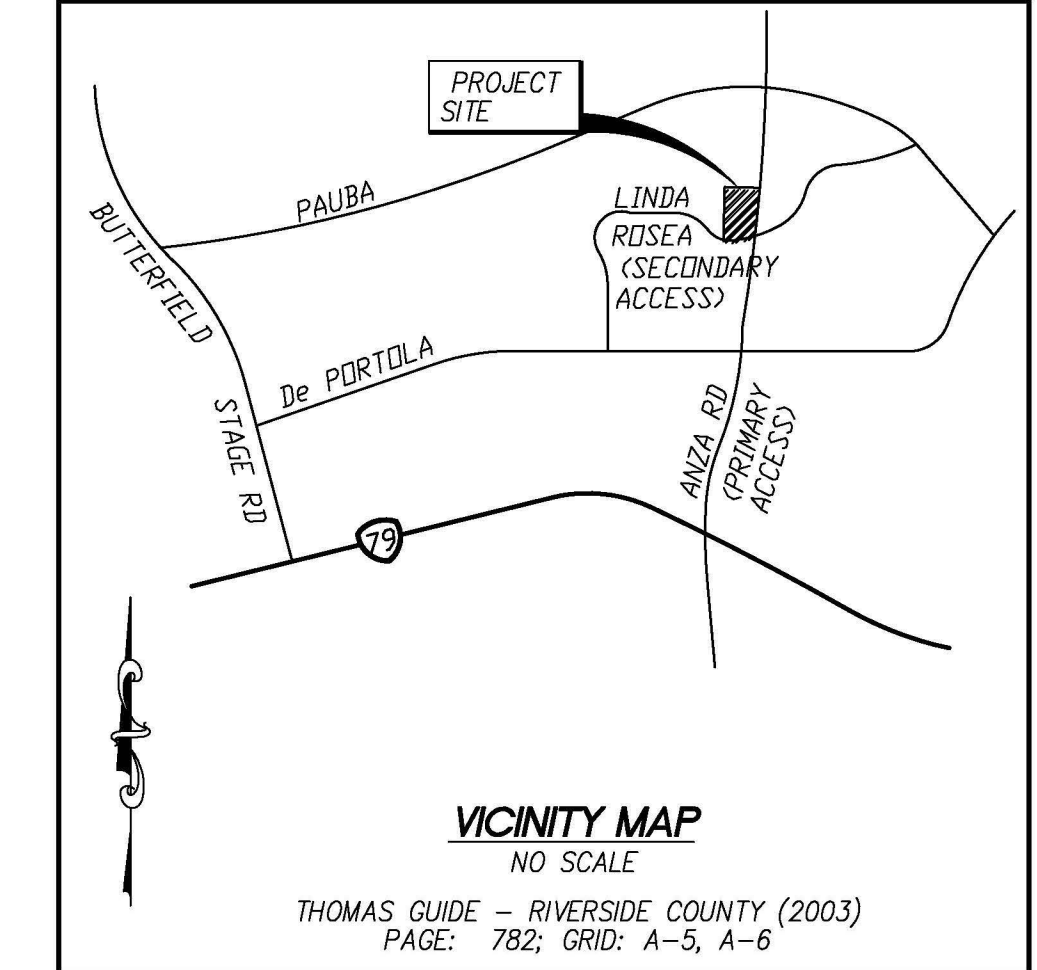 PROJECT
SITE
PAUBA
LINDA
ROSEA
(SECONDARY
ACCESS)
BUTTERFIELD
STAGE RD
De PORTOLA
ANZA RD
(PRIMARY
ACCESS)
79
VICINITY MAP
NO SCALE
THOMAS GUIDE – RIVERSIDE COUNTY (2003)
PAGE: 782; GRID: A–5, A–6